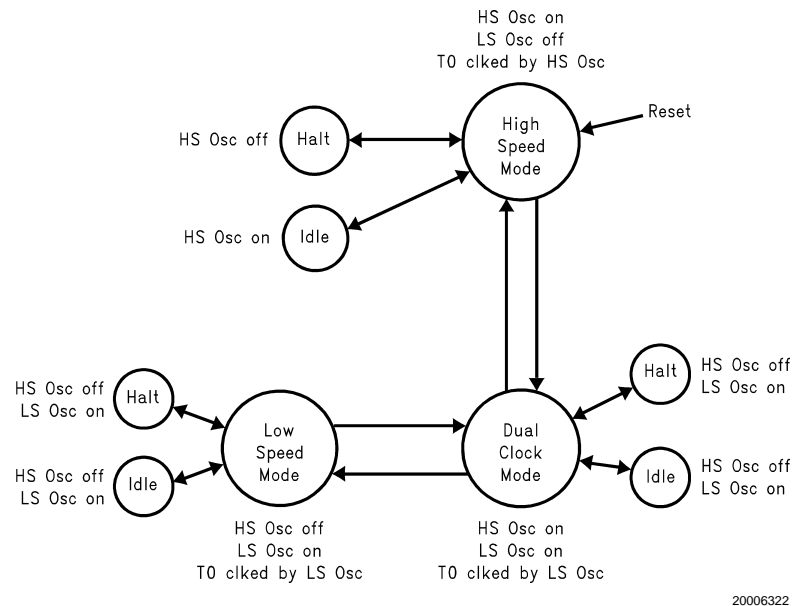 HS Osc on
LS Osc off
T0 clked by HS Osc
High
Speed
Mode
Reset
HS Osc off
Halt
HS Osc on
Idle
HS Osc off
LS Osc on
Halt
HS Osc off
LS Osc on
Idle
Low
Speed
Mode
HS Osc off
LS Osc on
T0 clked by LS Osc
Dual
Clock
Mode
HS Osc on
LS Osc on
T0 clked by LS Osc
Halt
HS Osc off
LS Osc on
Idle
HS Osc off
LS Osc on
20006322